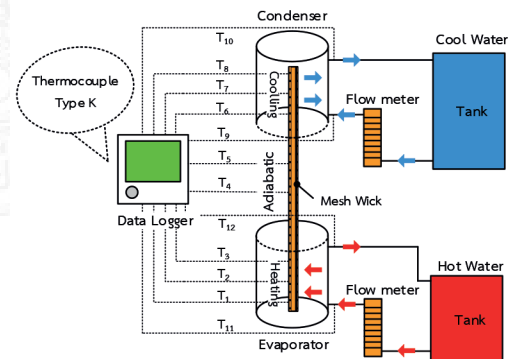 Condenser
T10
Cool Water
Thermocouple
Type K
T8
T7
T6
Coolling
Flow meter
Tank
T9
T5
T4
Adiabatic
Mesh Wick
Data Logger
T12
T3
T2
T1
Heating
Hot Water
Flow meter
Tank
T11
Evaporator